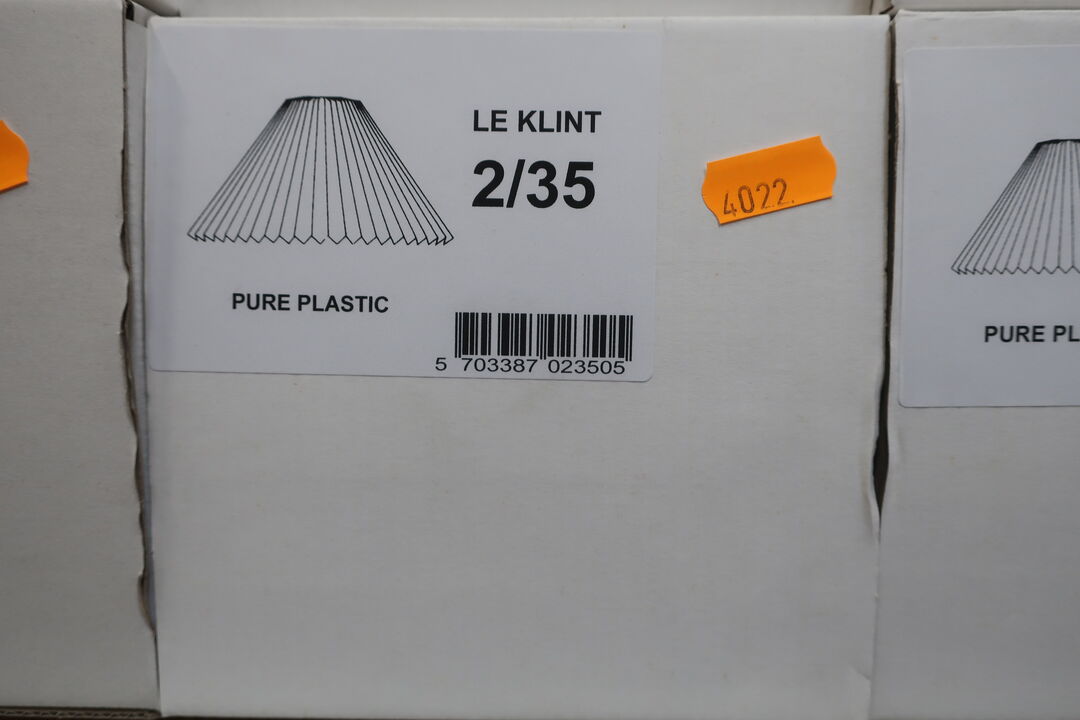 LE KLINT
2/35
4022.
PURE PLASTIC
5 703387 023505
PURE PL